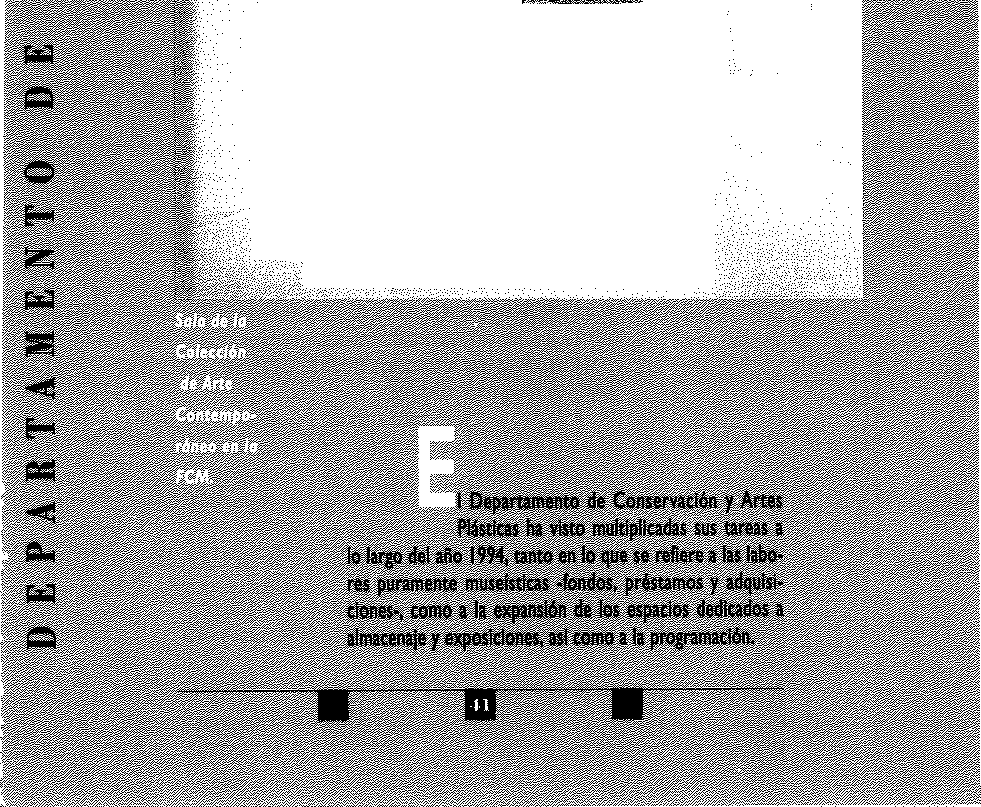 DEPARTAMENTO DE
Sala de la
Colección
de Arte
Contempo-
ráneo en la
FCM.
El Departamento de Conservación y Artes
Plásticas ha visto multiplicadas sus tareas a
lo largo del año 1994, tanto en lo que se refiere a las labo-
res puramente museísticas -fondos, préstamos y adquisi-
ciones-, como a la expansión de los espacios dedicados a
almacenaje y exposiciones, así como a la programación.
41